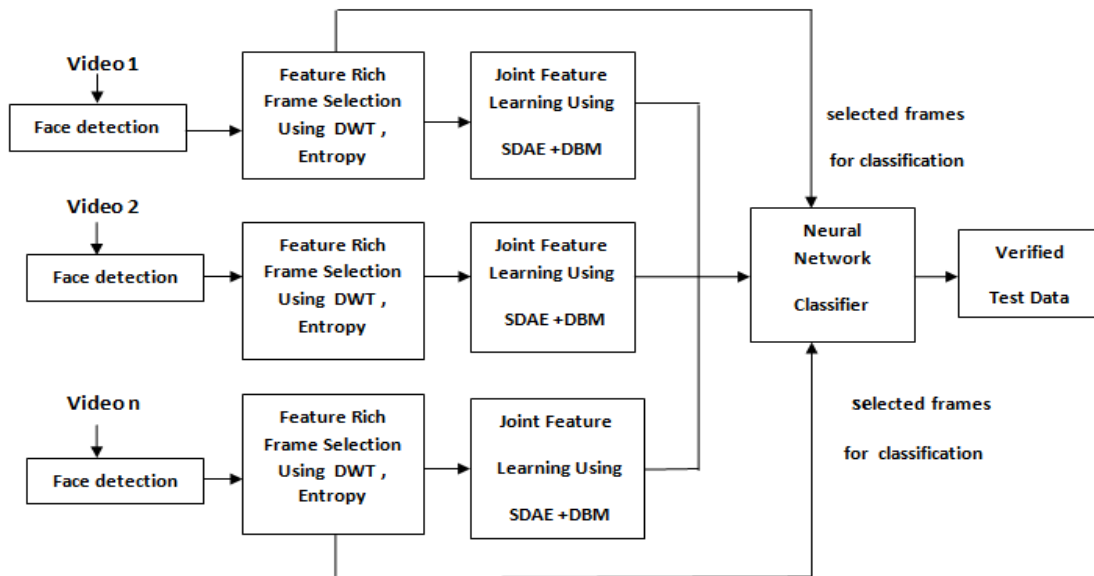 Video 1
Face detection
Feature Rich
Frame Selection
Using DWT ,
Entropy
Joint Feature
Learning Using
SDAE +DBM
selected frames
for classification
Video 2
Face detection
Feature Rich
Frame Selection
Using DWT ,
Entropy
Joint Feature
Learning Using
SDAE +DBM
Neural
Network
Classifier
Verified
Test Data
Video n
Face detection
Feature Rich
Frame Selection
Using DWT ,
Entropy
Joint Feature
Learning Using
SDAE +DBM
selected frames
for classification